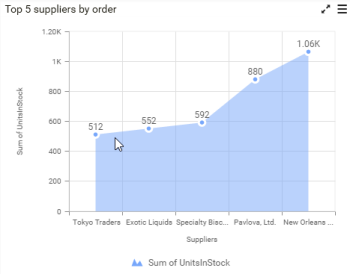 Top 5 suppliers by order
1.20K
1K
800
600
400
200
0
Sum of UnitsInStock
512
552
592
880
1.06K
Tokyo Traders Exotic Liquids Specialty Bisc... Pavlova, Ltd. New Orleans ...
Suppliers
Sum of UnitsInStock